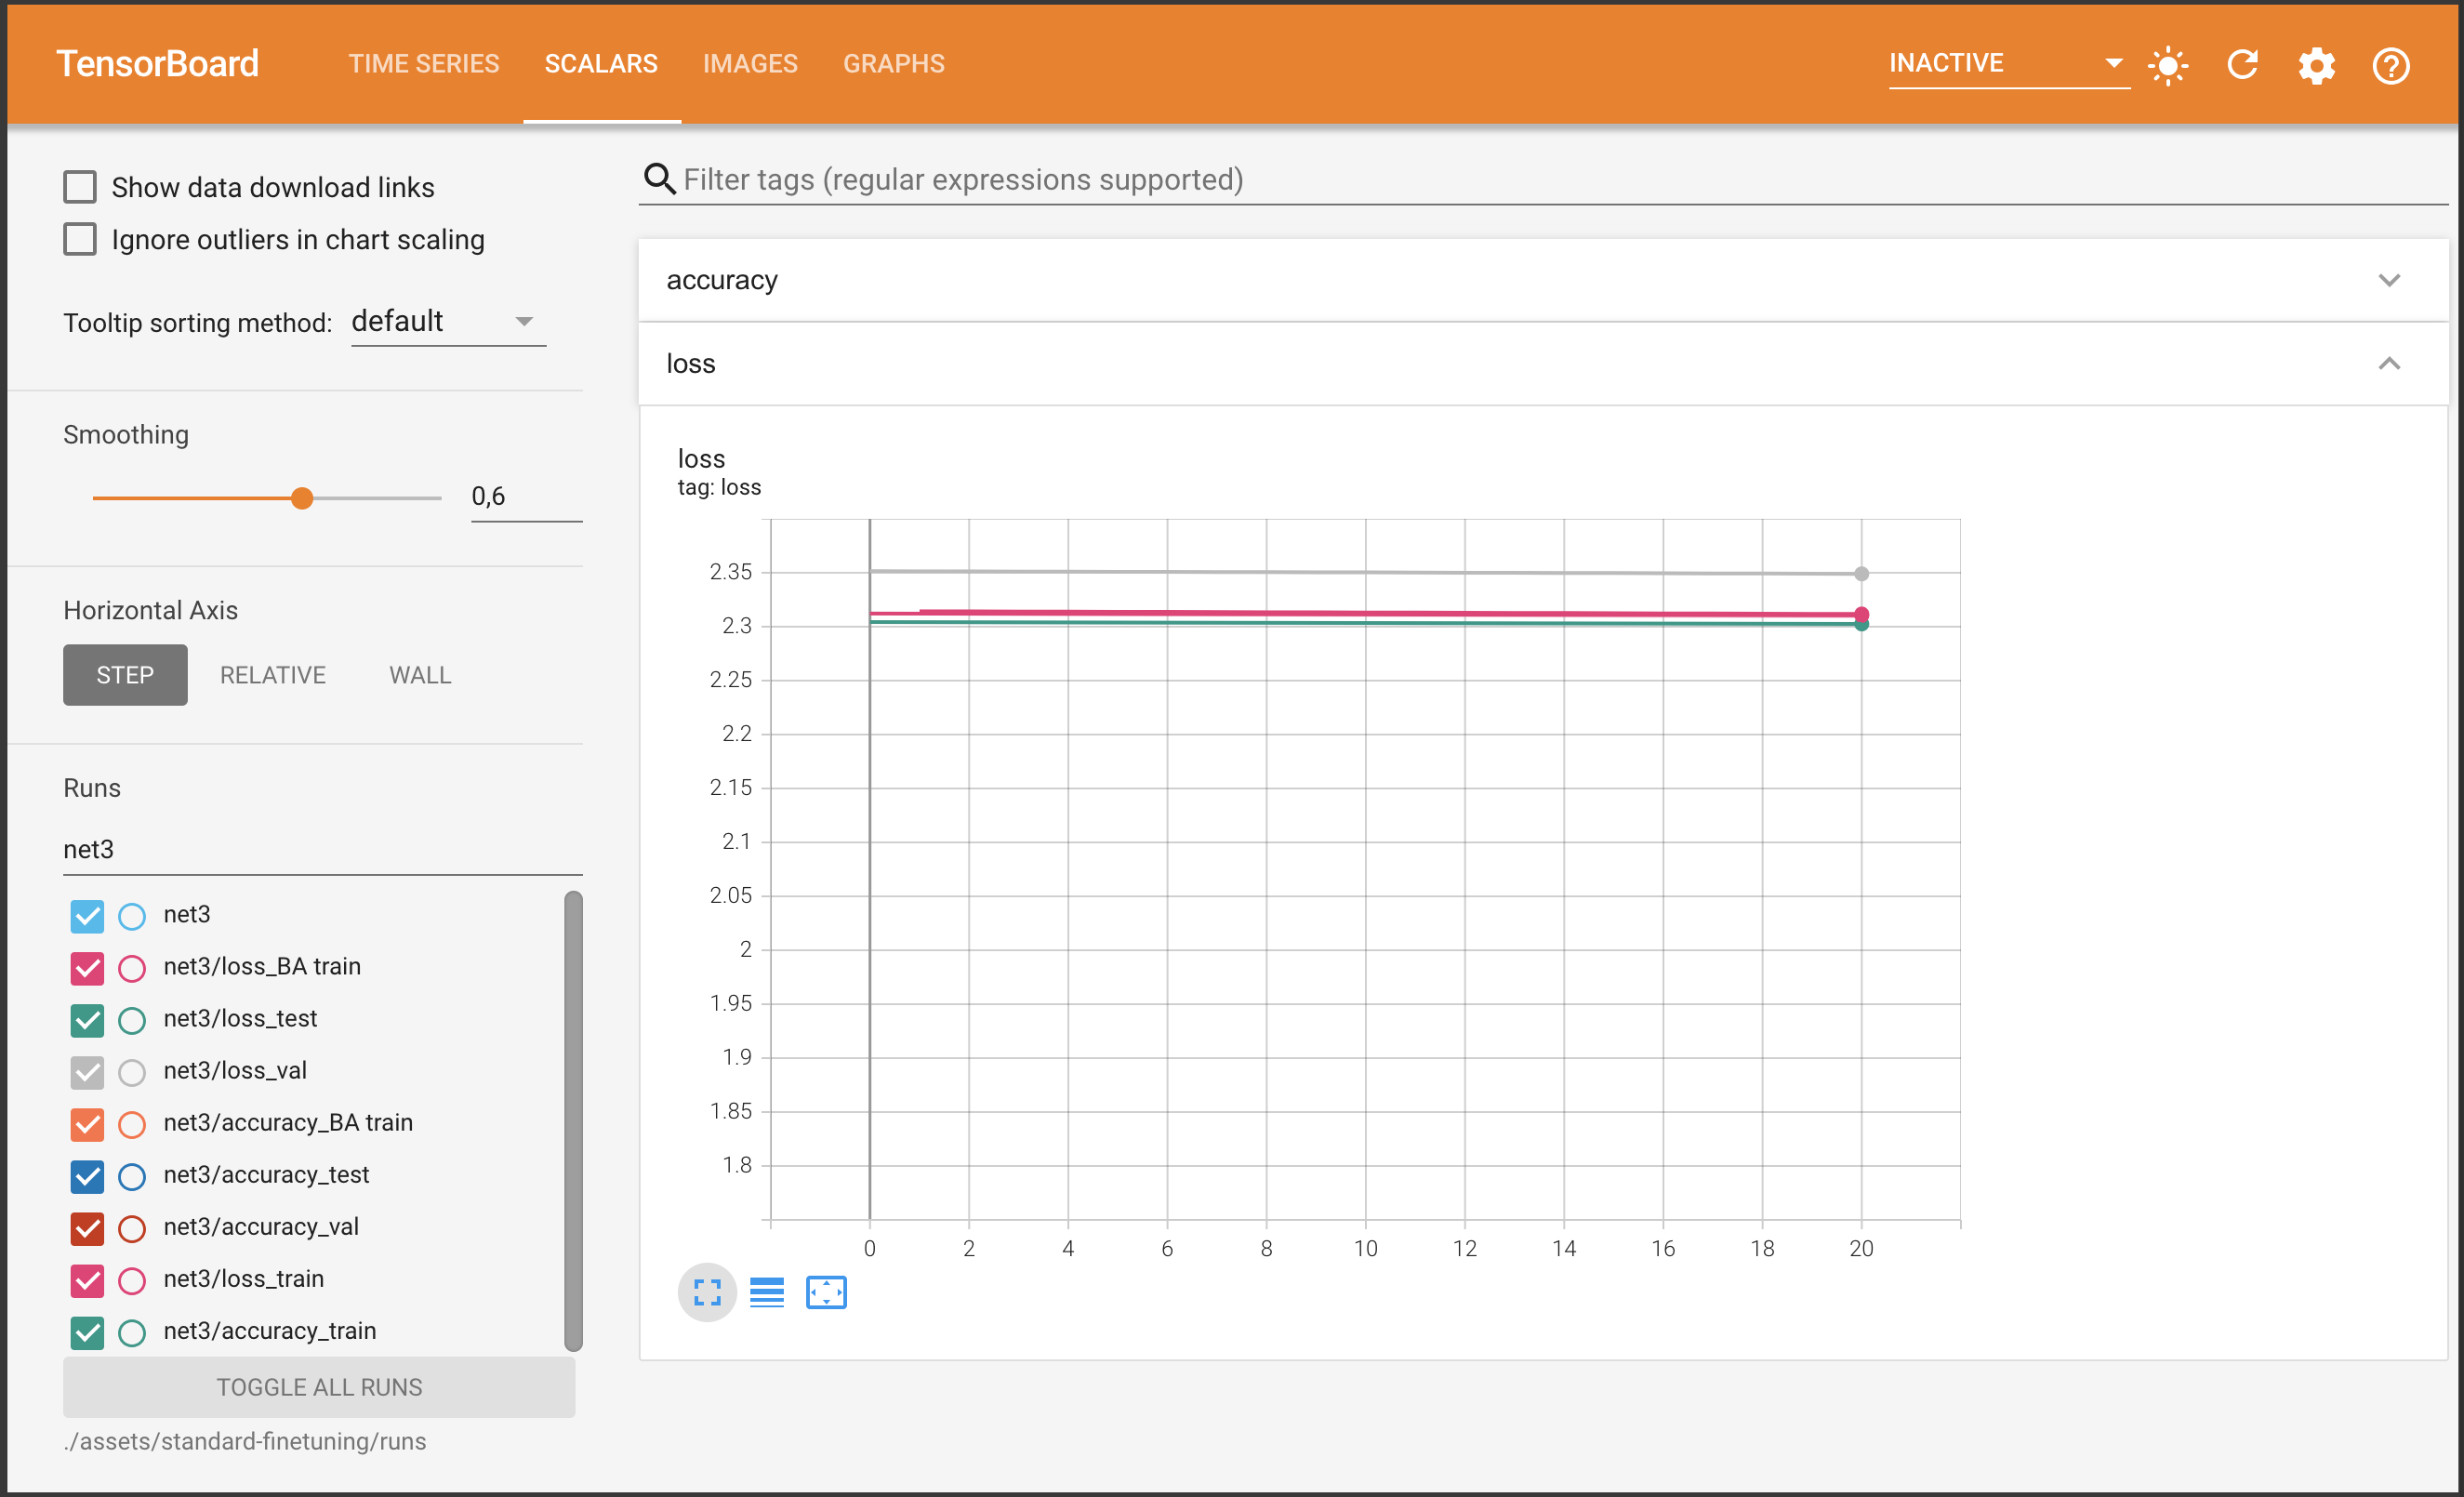 TensorBoard TIME SERIES SCALARS IMAGES GRAPHS INACTIVE
Show data download links
Ignore outliers in chart scaling
Tooltip sorting method: default
Smoothing
0,6
Horizontal Axis
STEP RELATIVE WALL
Runs
net3
net3
net3/loss_BA train
net3/loss_test
net3/loss_val
net3/accuracy_BA train
net3/accuracy_test
net3/accuracy_val
net3/loss_train
net3/accuracy_train
TOGGLE ALL RUNS
./assets/standard-finetuning/runs
Filter tags (regular expressions supported)
accuracy
loss
loss
tag: loss
2.35
2.3
2.25
2.2
2.15
2.1
2.05
2
1.95
1.9
1.85
1.8
0 2 4 6 8 10 12 14 16 18 20